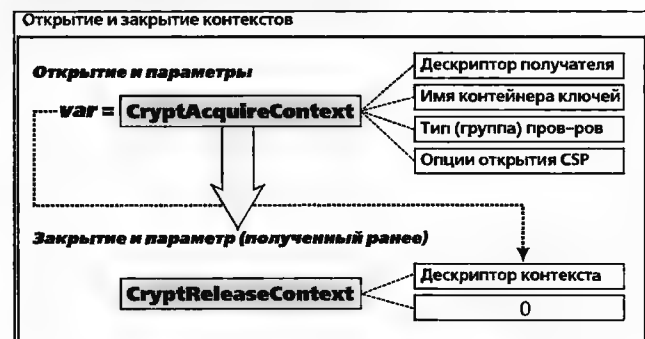 Открытие и закрытие контекстов
Открытие и параметры
var = CryptAcquireContext
Дескриптор получателя
Имя контейнера ключей
Тип (группа) пров-ров
Опции открытия CSP
Закрытие и параметр (полученный ранее)
CryptReleaseContext
Дескриптор контекста
0